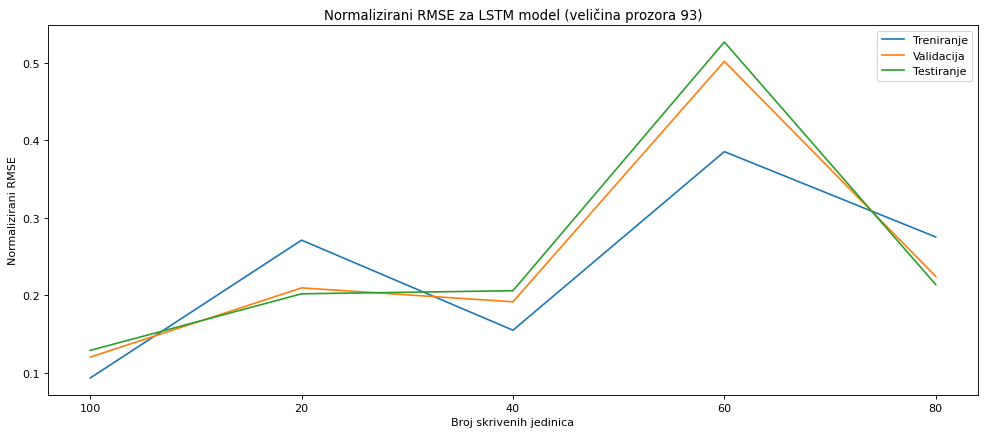 Normalizirani RMSE za LSTM model (veličina prozora 93)
Treniranje
Validacija
Testiranje
Normalizirani RMSE
0.5
0.4
0.3
0.2
0.1
100 20 40 60 80
Broj skrivenih jedinica